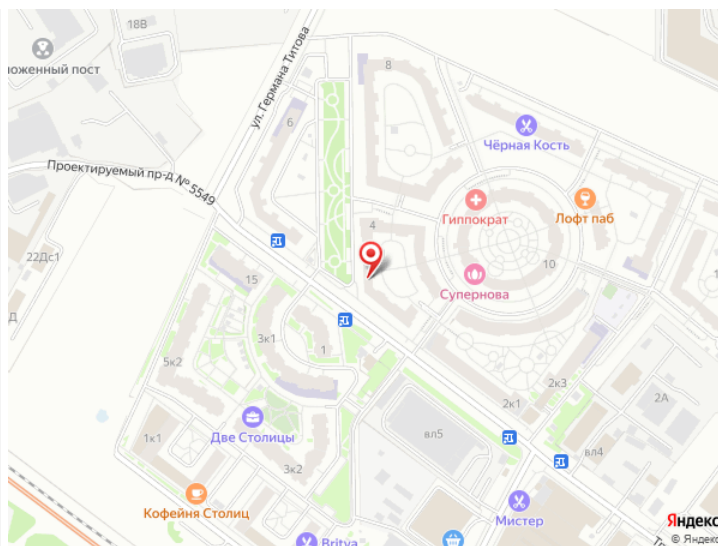 18В
ложенный пост
ул. Германа Титова
8
6
Чёрная Кость
Проектируемый пр-д № 5549
Гиппократ
Лофт паб
4
22Дс1
10
15
Супернова
Д
3к1
1
5к2
2к3
2к1
2А
Две Столицы
вл5
1к1
вл4
3к2
Кофейня Столиц
Мистер
Britva
Яндекс
© Яндекс